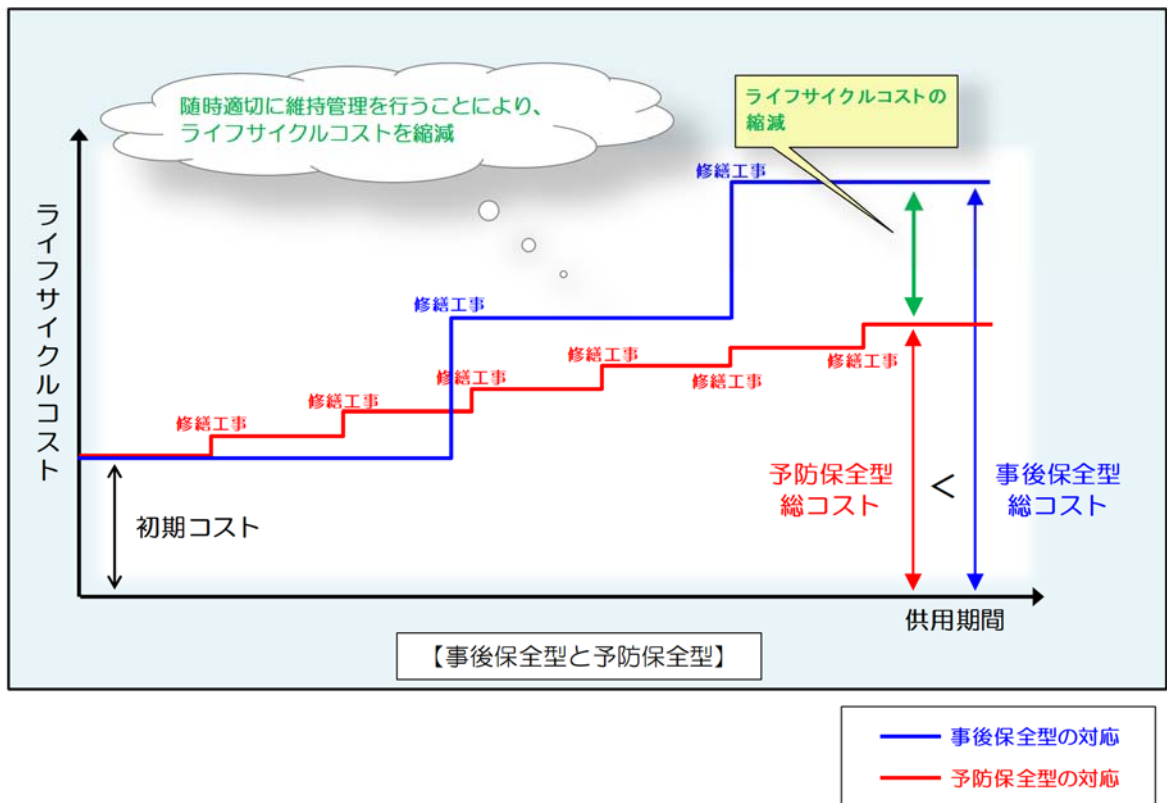 随時適切に維持管理を行うことにより、
ライフサイクルコストを縮減
ライフサイクルコストの
縮減
ライフサイクルコスト
修繕工事
修繕工事
修繕工事
修繕工事
修繕工事
修繕工事
修繕工事
修繕工事
初期コスト
予防保全型
総コスト
<
事後保全型
総コスト
供用期間
【事後保全型と予防保全型】
事後保全型の対応
予防保全型の対応